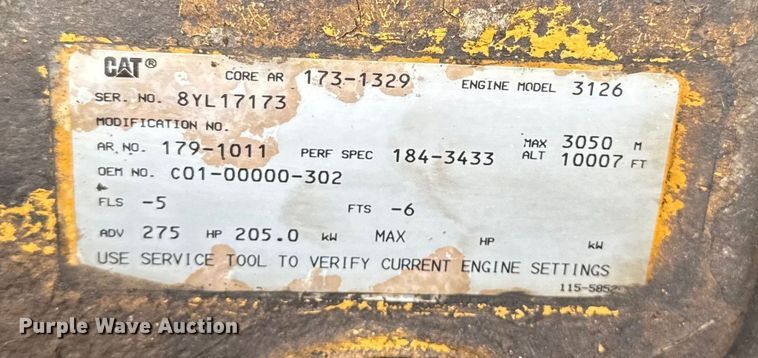 CAT® CORE AR 173-1329 ENGINE MODEL 3126
SER. NO. 8YL17173
MODIFICATION NO.
AR. NO. 179-1011 PERF SPEC 184-3433 MAX ALT 3050 M 10007 FT
OEM NO. C01-00000-302
FLS -5 FTS -6
ADV 275 HP 205.0 kW MAX HP kW
USE SERVICE TOOL TO VERIFY CURRENT ENGINE SETTINGS
115-5852
Purple Wave Auction